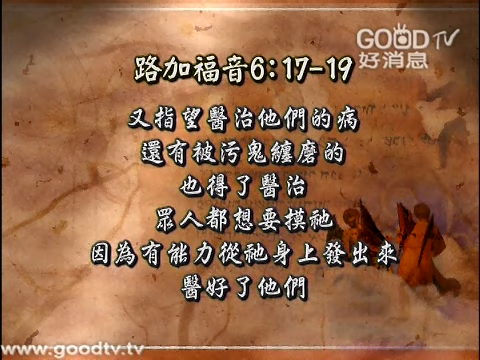 GOODTV
好消息
路加福音6:17-19
又指望醫治他們的病
還有被污鬼纏磨的
也得了醫治
眾人都想要摸祂
因為有能力從祂身上發出來
醫好了他們
www.goodtv.tv